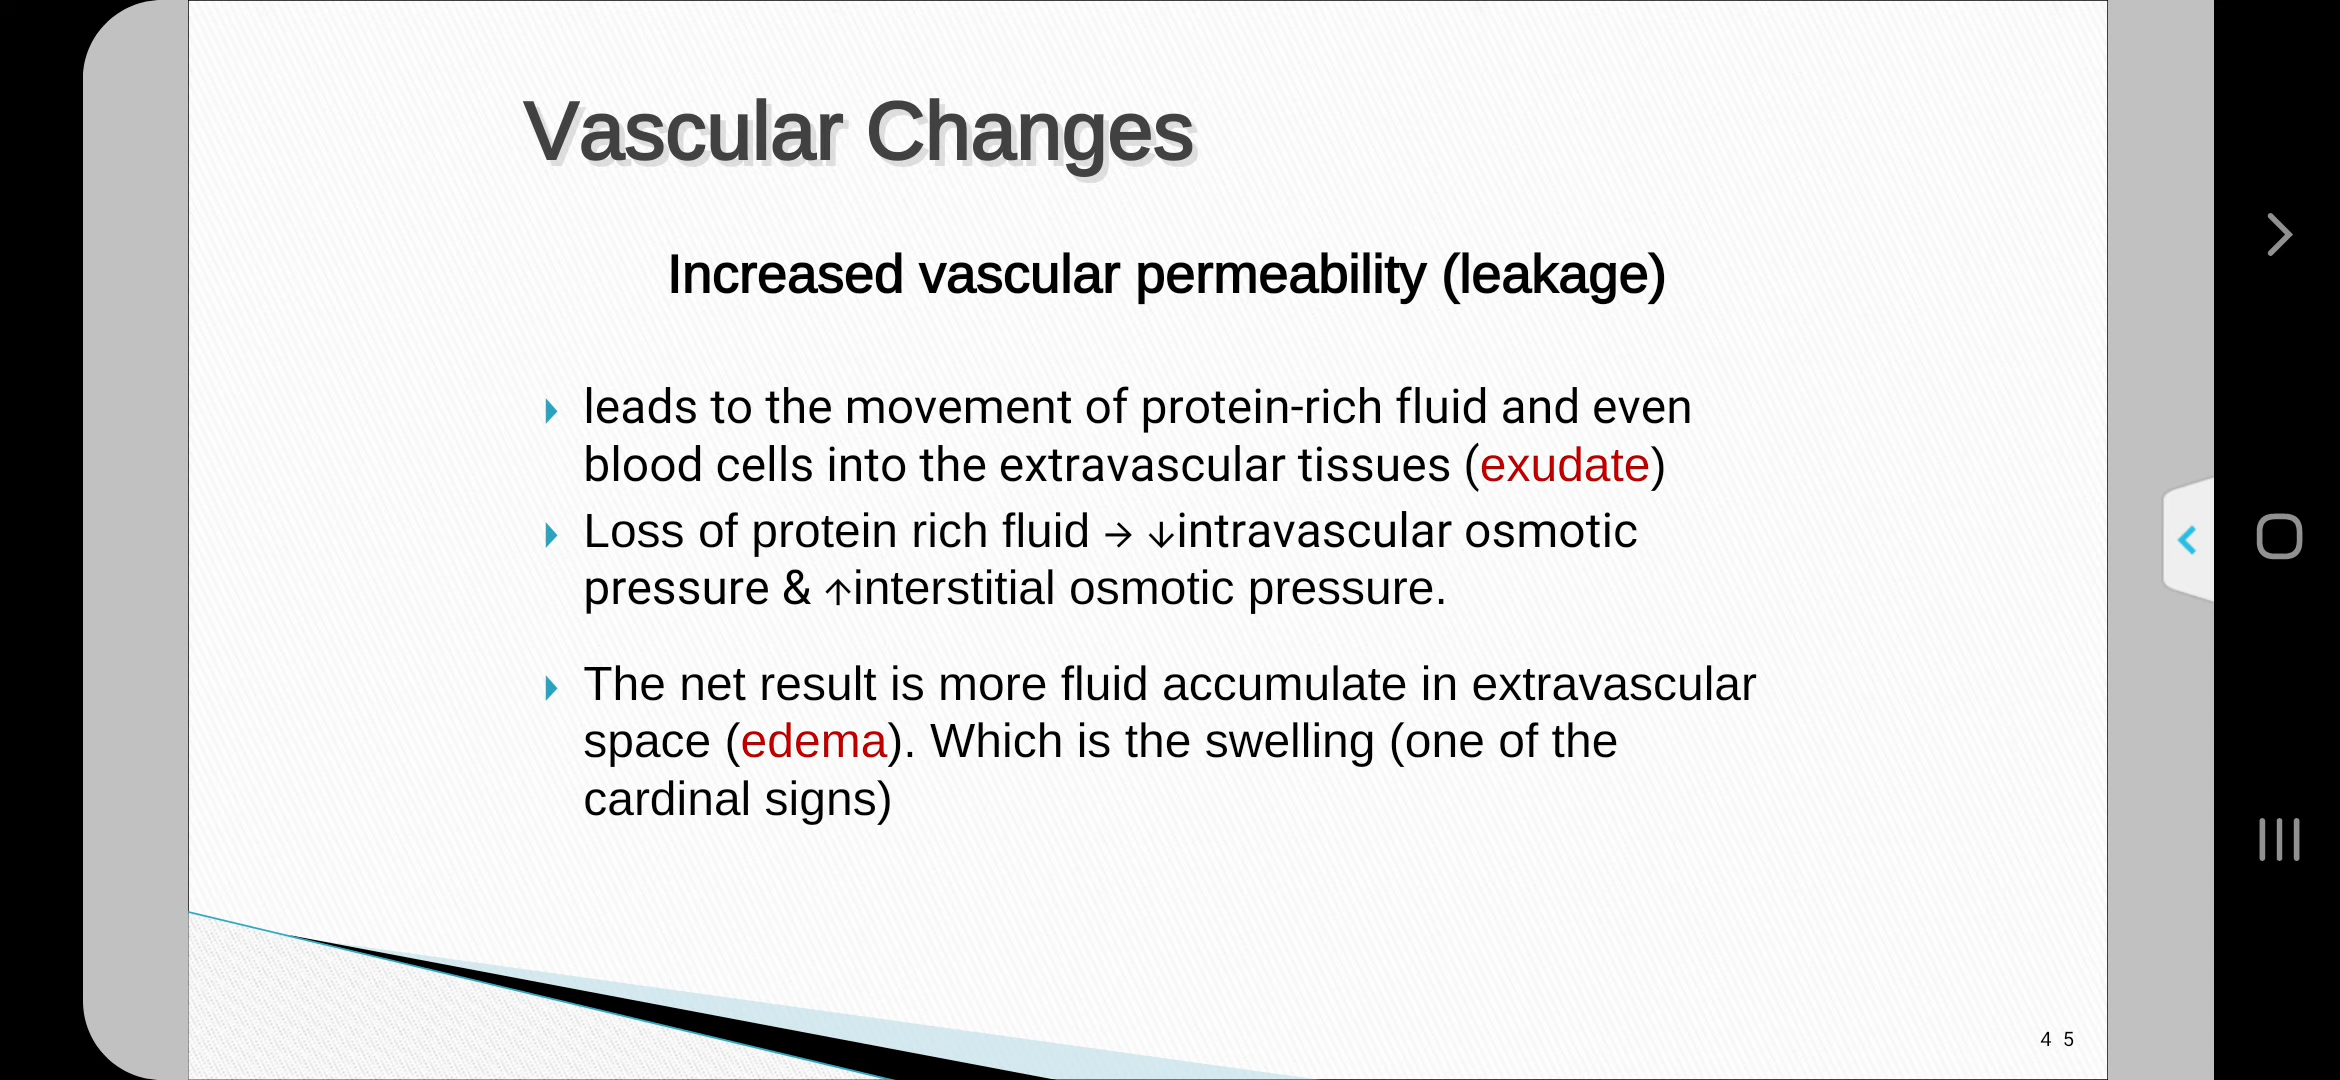 Vascular Changes
Increased vascular permeability (leakage)
leads to the movement of protein-rich fluid and even
blood cells into the extravascular tissues (exudate)
Loss of protein rich fluid → ↓intravascular osmotic
pressure & ↑interstitial osmotic pressure.
The net result is more fluid accumulate in extravascular
space (edema). Which is the swelling (one of the
cardinal signs)
4 5